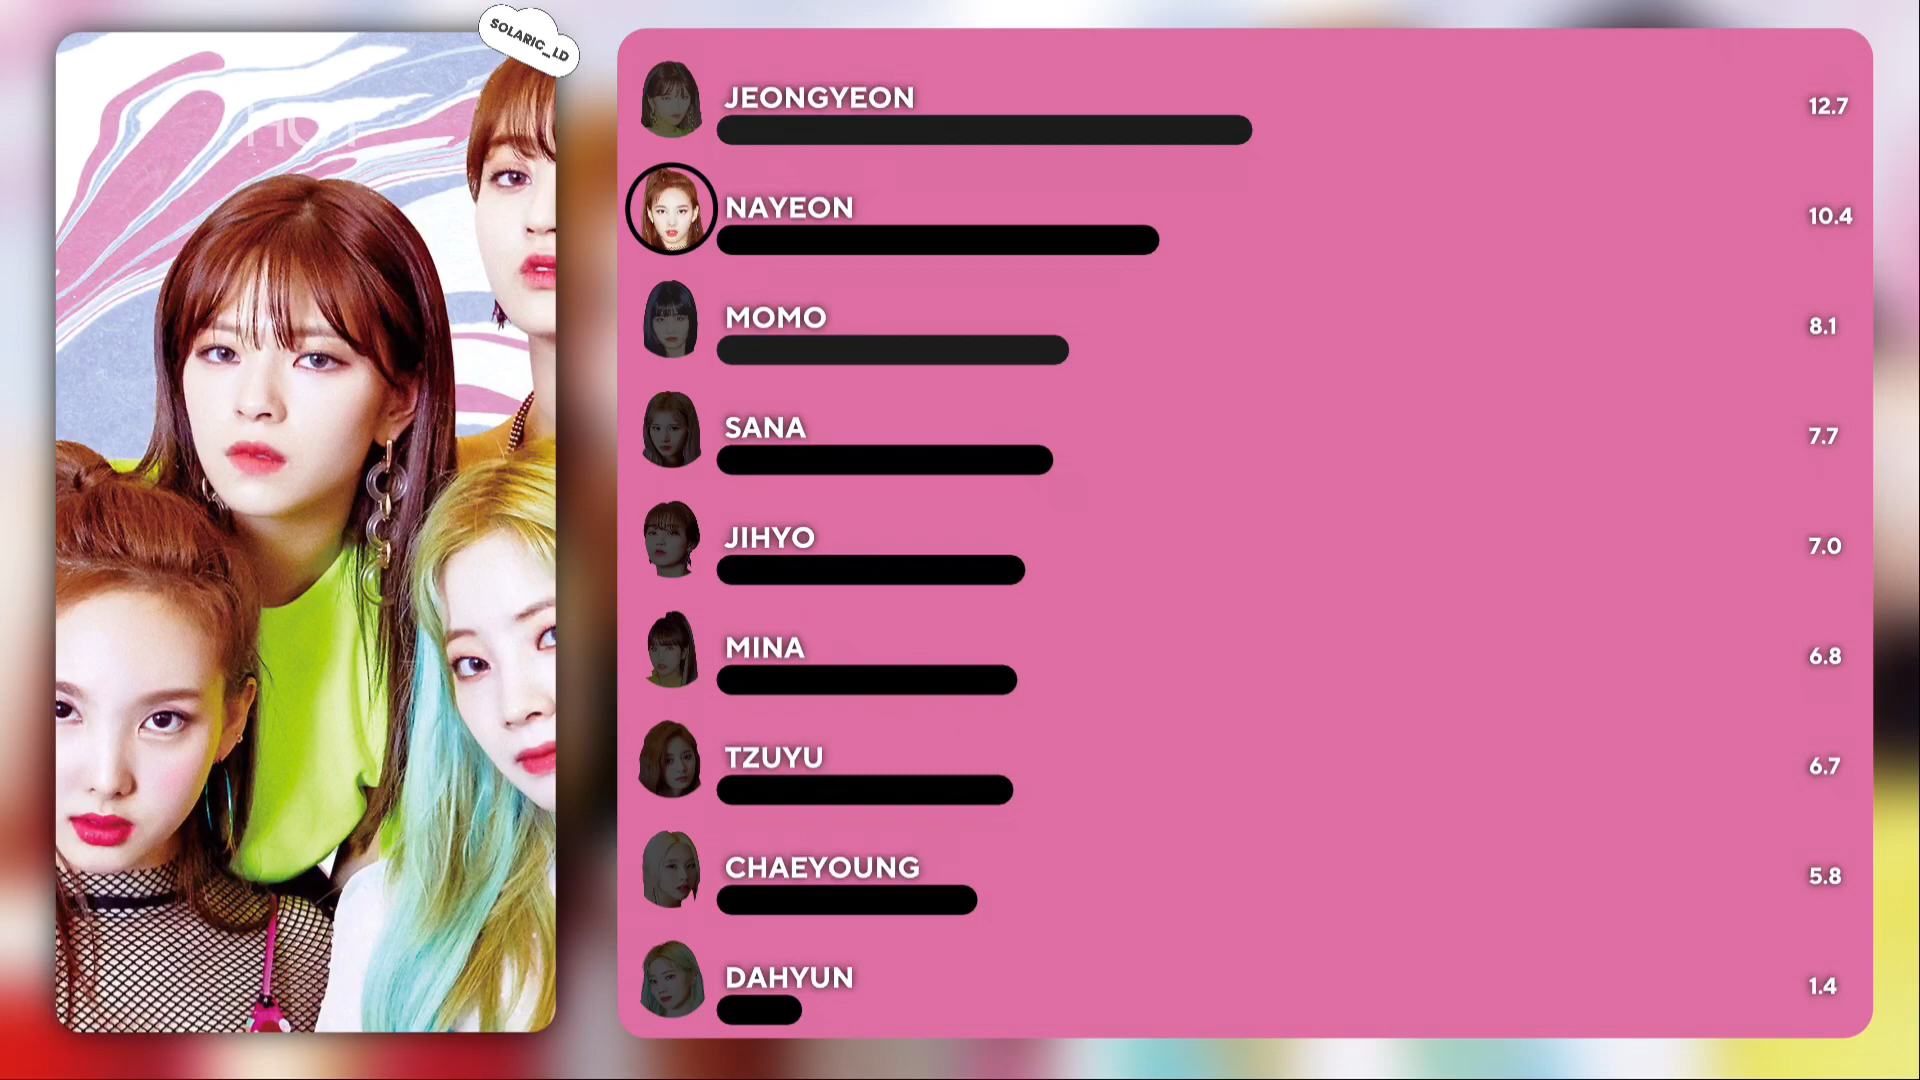 SOLARIC_LD
JEONGYEON
12.7
NAYEON
10.4
MOMO
8.1
SANA
7.7
JIHYO
7.0
MINA
6.8
TZUYU
6.7
CHAEYOUNG
5.8
DAHYUN
1.4